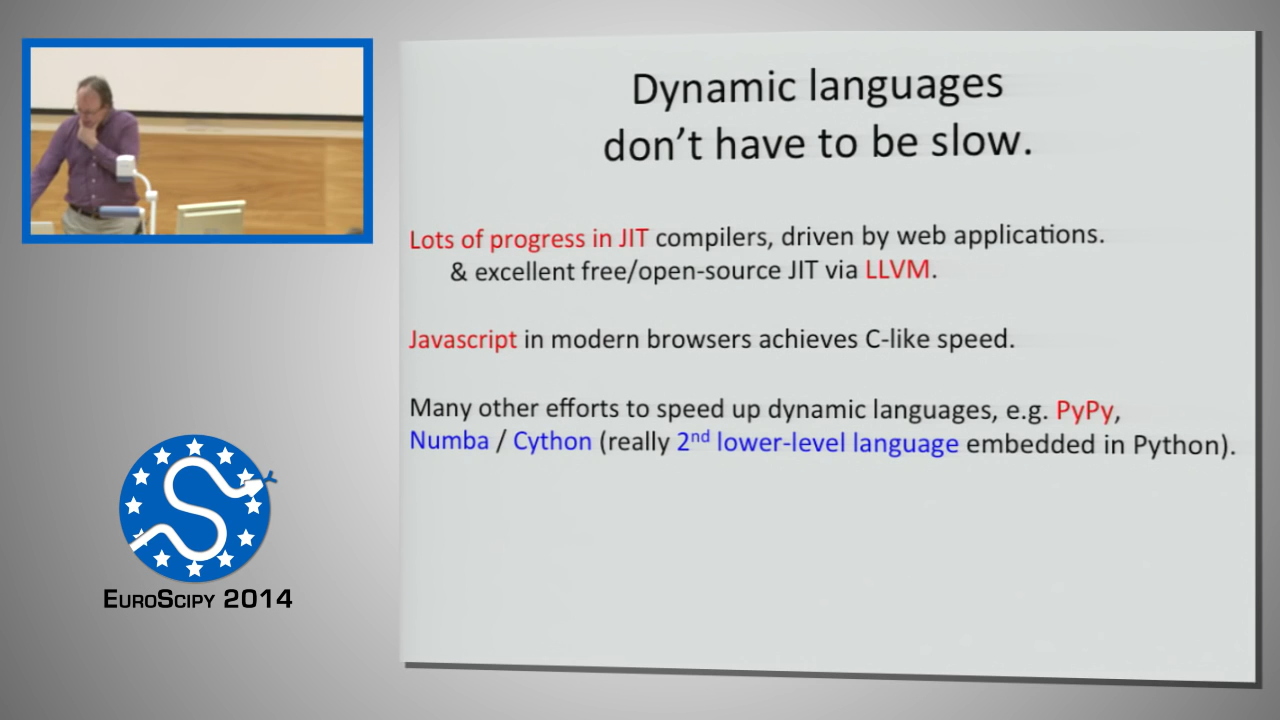 Dynamic languages
don't have to be slow.
Lots of progress in JIT compilers, driven by web applications.
& excellent free/open-source JIT via LLVM.
Javascript in modern browsers achieves C-like speed.
Many other efforts to speed up dynamic languages, e.g. PyPy,
Numba / Cython (really 2nd lower-level language embedded in Python).
EuroScipy 2014